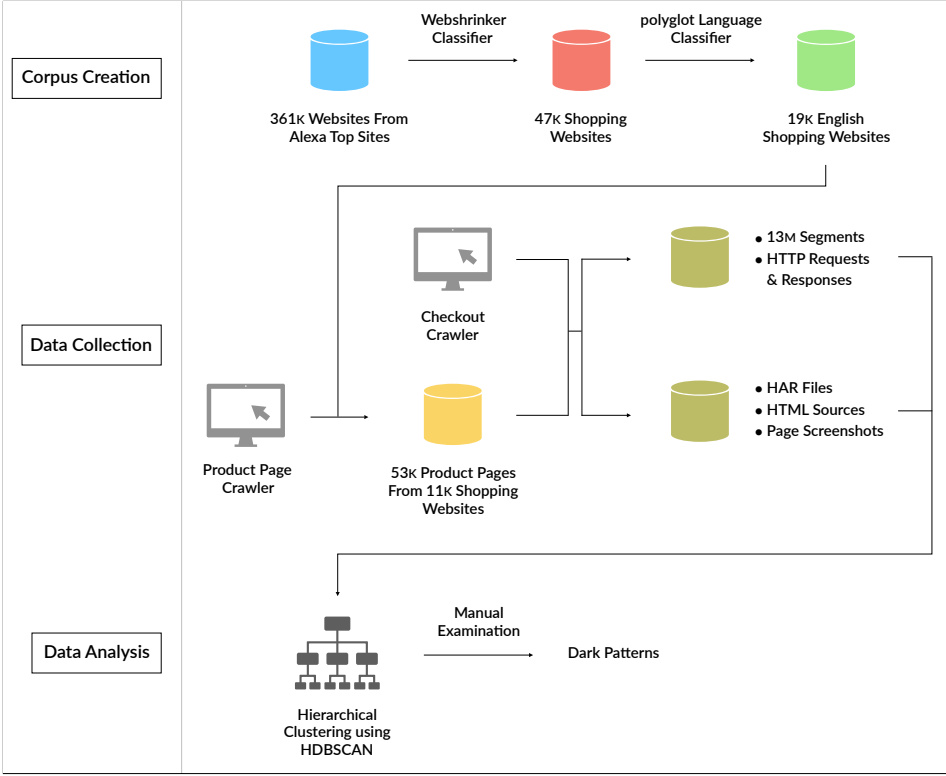 Corpus Creation
Webshrinker
Classifier
polyglot Language
Classifier
361K Websites From
Alexa Top Sites
47K Shopping
Websites
19K English
Shopping Websites
Data Collection
Checkout
Crawler
• 13M Segments
• HTTP Requests
& Responses
Product Page
Crawler
53K Product Pages
From 11K Shopping
Websites
• HAR Files
• HTML Sources
• Page Screenshots
Data Analysis
Hierarchical
Clustering using
HDBSCAN
Manual
Examination
Dark Patterns